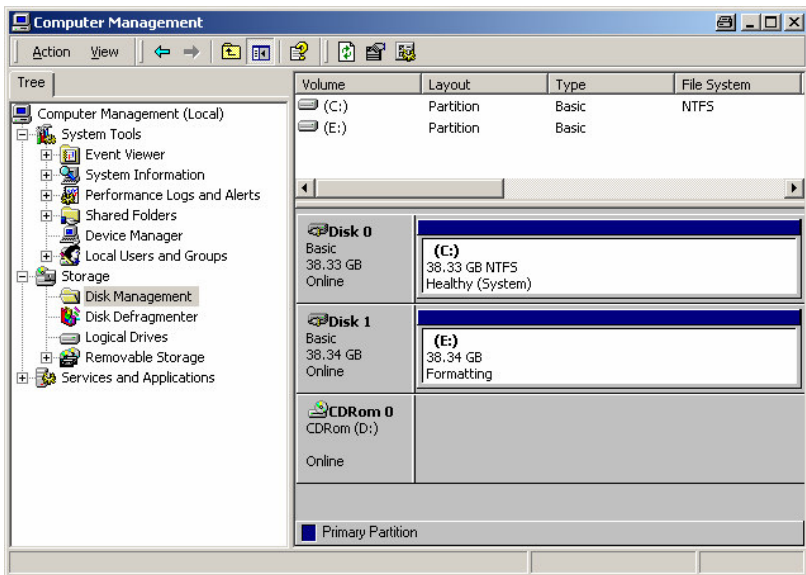 Computer Management
Action View
Tree
Computer Management (Local)
System Tools
Event Viewer
System Information
Performance Logs and Alerts
Shared Folders
Device Manager
Local Users and Groups
Storage
Disk Management
Disk Defragmenter
Logical Drives
Removable Storage
Services and Applications
Volume Layout Type File System
(C:) Partition Basic NTFS
(E:) Partition Basic
Disk 0
Basic
38.33 GB
Online
(C:)
38.33 GB NTFS
Healthy (System)
Disk 1
Basic
38.34 GB
Online
(E:)
38.34 GB
Formatting
CDRom 0
CDRom (D:)
Online
Primary Partition